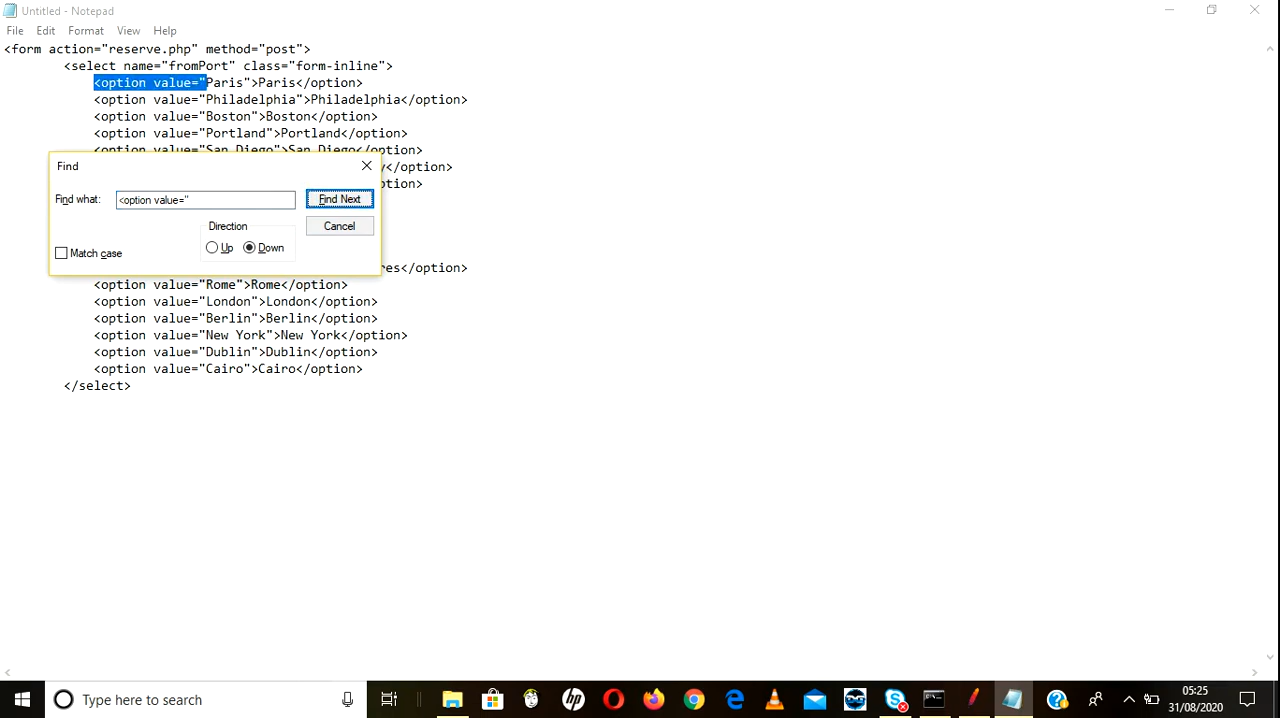 Untitled - Notepad
File Edit Format View Help
<form action="reserve.php" method="post">
<select name="fromPort" class="form-inline">
<option value="Paris">Paris</option>
<option value="Philadelphia">Philadelphia</option>
<option value="Boston">Boston</option>
<option value="Portland">Portland</option>
<option value="San Diego">San Diego</option>
y</option>
ption>
Find
Find what: <option value="
Find Next
Direction
Cancel
Up Down
Match case
res</option>
<option value="Rome">Rome</option>
<option value="London">London</option>
<option value="Berlin">Berlin</option>
<option value="New York">New York</option>
<option value="Dublin">Dublin</option>
<option value="Cairo">Cairo</option>
</select>
Type here to search
hp
05:25
31/08/2020